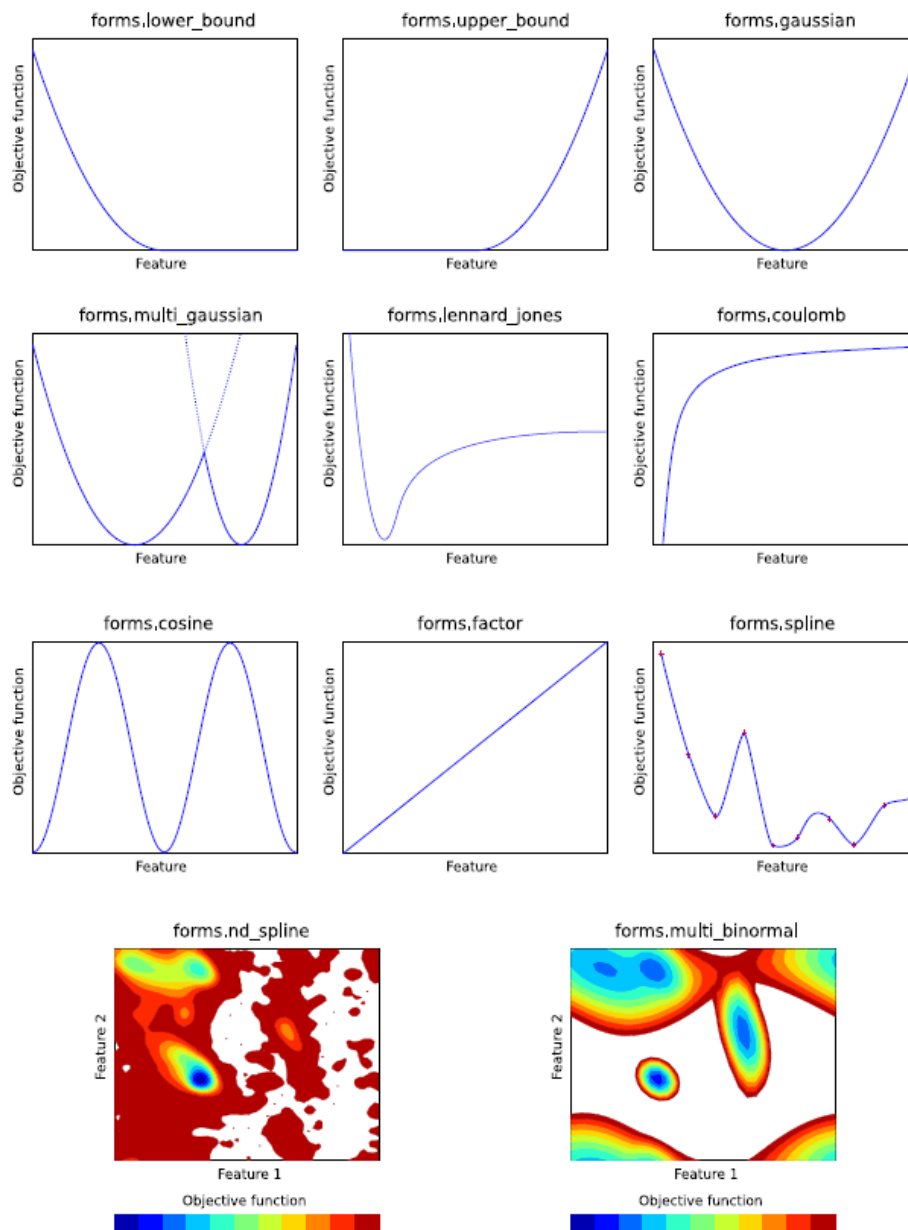 forms.lower_bound
forms.upper_bound
forms.gaussian
Objective function
Objective function
Objective function
Feature
Feature
Feature
forms.multi_gaussian
forms.lennard_jones
forms.coulomb
Objective function
Objective function
Objective function
Feature
Feature
Feature
forms.cosine
forms.factor
forms.spline
Objective function
Objective function
Objective function
Feature
Feature
Feature
forms.nd_spline
forms.multi_binormal
Feature 2
Feature 2
Feature 1
Feature 1
Objective function
Objective function